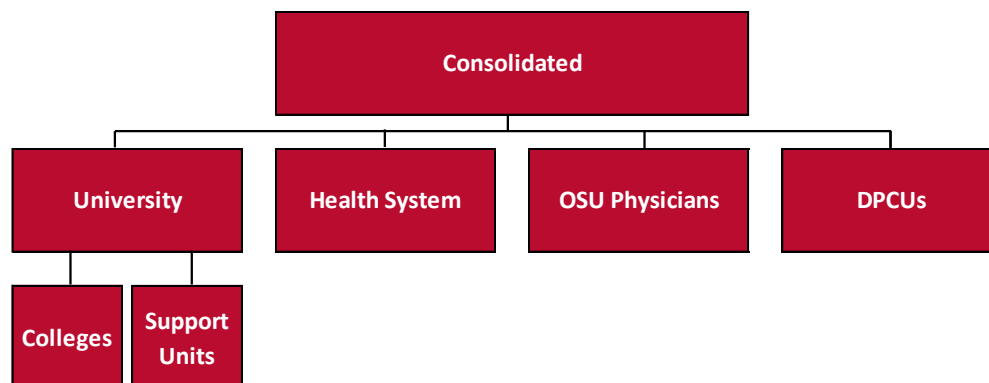 Consolidated
University
Health System
OSU Physicians
DPCUs
Colleges
Support
Units